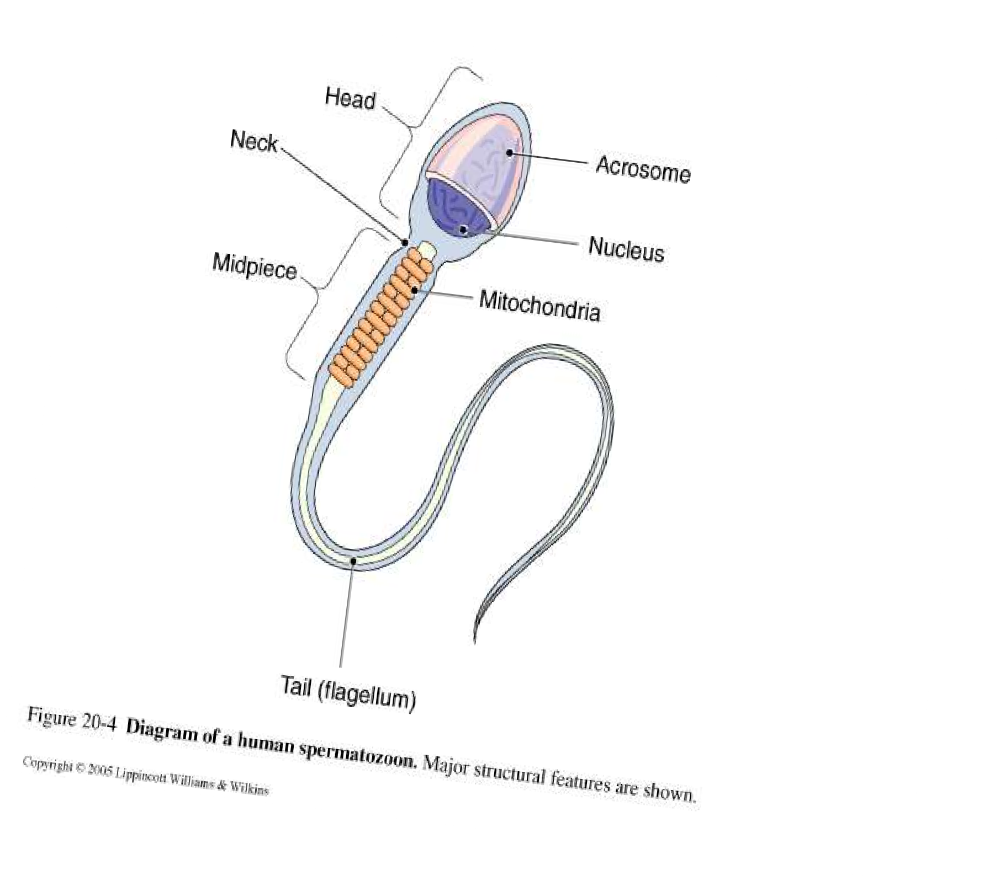 Head
Neck
Acrosome
Nucleus
Midpiece
Mitochondria
Tail (flagellum)
Figure 20-4 Diagram of a human spermatozoon. Major structural features are shown.
Copyright © 2005 Lippincott Williams & Wilkins